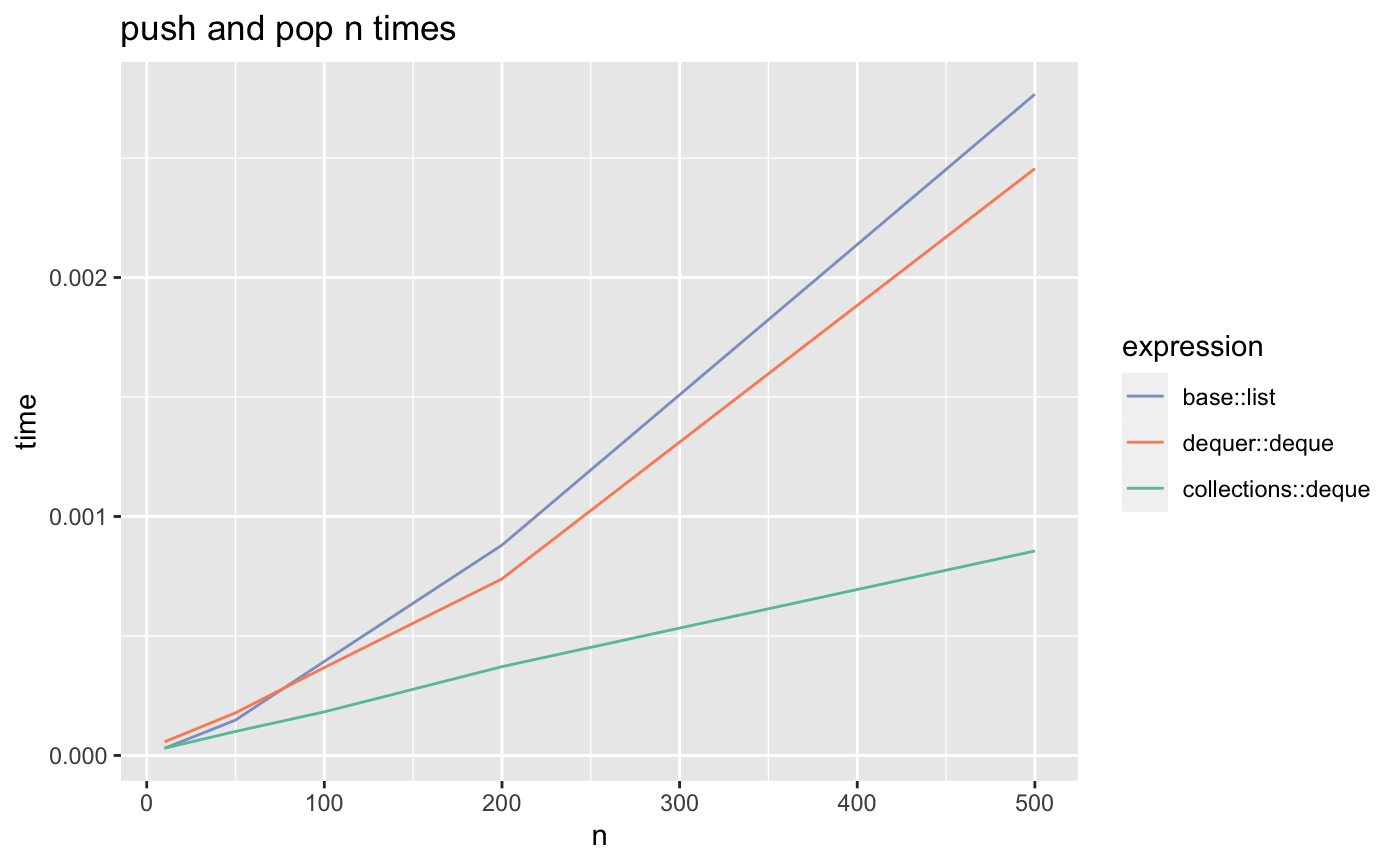 push and pop n times
time
0.002
0.001
0.000
0 100 200 300 400 500
n
expression
base::list
dequer::deque
collections::deque